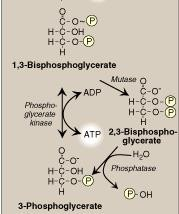 O
C-O~P
H-C-OH
H-C-O-P
H
1,3-Bisphosphoglycerate
Mutase
ADP
Phospho-
glycerate
kinase
ATP
O
C-O⁻
H-C-O-P
H-C-O-P
H
2,3-Bisphospho-
glycerate
H₂O
Phosphatase
O
C-O⁻
H-C-OH
H-C-O-P
H
P-OH
3-Phosphoglycerate